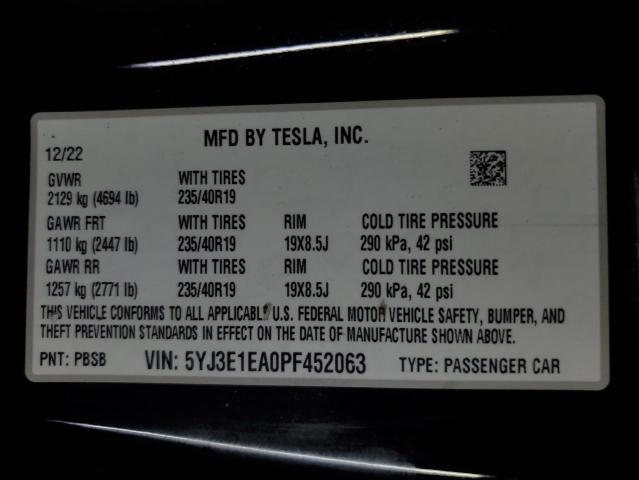 MFD BY TESLA, INC.
12/22
GVWR WITH TIRES
2129 kg (4694 lb) 235/40R19
GAWR FRT WITH TIRES RIM COLD TIRE PRESSURE
1110 kg (2447 lb) 235/40R19 19X8.5J 290 kPa, 42 psi
GAWR RR WITH TIRES RIM COLD TIRE PRESSURE
1257 kg (2771 lb) 235/40R19 19X8.5J 290 kPa, 42 psi
THIS VEHICLE CONFORMS TO ALL APPLICABLE U.S. FEDERAL MOTOR VEHICLE SAFETY, BUMPER, AND
THEFT PREVENTION STANDARDS IN EFFECT ON THE DATE OF MANUFACTURE SHOWN ABOVE.
PNT: PBSB VIN: 5YJ3E1EA0PF452063 TYPE: PASSENGER CAR